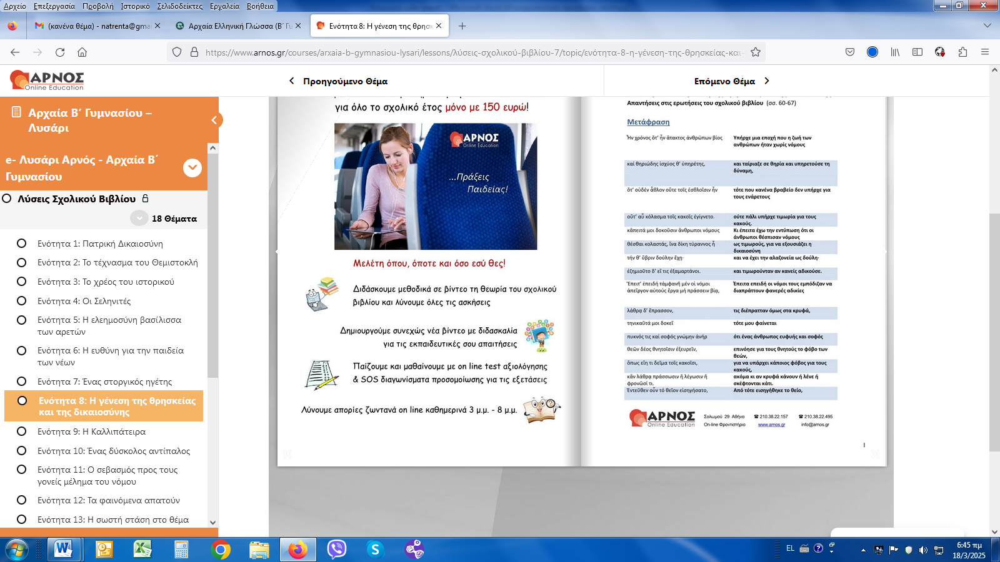 Αρχείο Επεξεργασία Προβολή Ιστορικό Σελιδοδείκτες Εργαλεία Βοήθεια
(κανένα θέμα) - natrenta@gmai
Αρχαία Ελληνική Γλώσσα (Β΄ Γυ
Ενότητα 8: Η γένεση της θρησκ
https://www.arnos.gr/courses/arxaia-b-gymnasiou-lysari/lessons/λύσεις-σχολικού-βιβλίου-7/topic/ενότητα-8-η-γένεση-της-θρησκείας-και-
ΑΡΝΟΣ
Online Education
Προηγούμενο Θέμα
Επόμενο Θέμα
Αρχαία Β΄ Γυμνασίου –
Λυσάρι
e- Λυσάρι Αρνός - Αρχαία Β΄
Γυμνασίου
Λύσεις Σχολικού Βιβλίου
18 Θέματα
Ενότητα 1: Πατρική Δικαιοσύνη
Ενότητα 2: Το τέχνασμα του Θεμιστοκλή
Ενότητα 3: Το χρέος του ιστορικού
Ενότητα 4: Οι Σεληνιτές
Ενότητα 5: Η ελεημοσύνη βασίλισσα
των αρετών
Ενότητα 6: Η ευθύνη για την παιδεία
των νέων
Ενότητα 7: Ένας στοργικός ηγέτης
Ενότητα 8: Η γένεση της θρησκείας
και της δικαιοσύνης
Ενότητα 9: Η Καλλιπάτειρα
Ενότητα 10: Ένας δύσκολος αντίπαλος
Ενότητα 11: Ο σεβασμός προς τους
γονείς μέλημα του νόμου
Ενότητα 12: Τα φαινόμενα απατούν
Ενότητα 13: Η σωστή στάση στο θέμα
για όλο το σχολικό έτος μόνο με 150 ευρώ!
ΑΡΝΟΣ
Online Education
...Πράξεις
Παιδείας!
Μελέτη όπου, όποτε και όσο εσύ θες!
Διδάσκουμε μεθοδικά σε βίντεο τη θεωρία του σχολικού
βιβλίου και λύνουμε όλες τις ασκήσεις
Δημιουργούμε συνεχώς νέα βίντεο με διδασκαλία
για τις εκπαιδευτικές σου απαιτήσεις
Παίζουμε και μαθαίνουμε με on line test αξιολόγησης
& SOS διαγωνίσματα προσομοίωσης για τις εξετάσεις
Λύνουμε απορίες ζωντανά on line καθημερινά 3 μ.μ. - 8 μ.μ.
Απαντήσεις στις ερωτήσεις του σχολικού βιβλίου (σσ. 60-67)
Μετάφραση
Ἦν χρόνος ὅτ’ ἦν ἄτακτος ἀνθρώπων βίος Υπήρχε μια εποχή που η ζωή των
ανθρώπων ήταν χωρίς νόμους
καί θηριώδης ἰσχύος θ’ ὑπηρέτης, και ταίριαζε σε θηρία και υπηρετούσε τη
δύναμη,
ὅτ’ οὐδέν ἆθλον οὔτε τοῖς ἐσθλοῖσιν ἦν τότε που κανένα βραβείο δεν υπήρχε για
τους ενάρετους
οὔτ’ αὖ κόλασμα τοῖς κακοῖς ἐγίγνετο. ούτε πάλι υπήρχε τιμωρία για τους
κακούς.
κἄπειτά μοι δοκοῦσιν ἄνθρωποι νόμους Κι έπειτα έχω την εντύπωση ότι οι
άνθρωποι θέσπισαν νόμους
θέσθαι κολαστάς, ἵνα δίκη τύραννος ᾖ ως τιμωρούς, για να εξουσιάζει η
δικαιοσύνη
τήν θ’ ὕβριν δούλην ἔχῃ· και να έχει την αλαζονεία ως δούλη·
ἐζημιοῦτο δ’ εἴ τις ἐξαμαρτάνοι. και τιμωρούνταν αν κανείς αδικούσε.
Ἔπειτ’ ἐπειδή τἀμφανῆ μέν οἱ νόμοι Έπειτα επειδή οι νόμοι τους εμπόδιζαν να
ἀπεῖργον αὐτούς ἔργα μή πράσσειν βίᾳ, διαπράττουν φανερές αδικίες
λάθρᾳ δ’ ἔπρασσον, τις διέπρατταν όμως στα κρυφά,
τηνικαῦτά μοι δοκεῖ τότε μου φαίνεται
πυκνός τις καί σοφός γνώμην ἀνήρ ότι ένας άνθρωπος ευφυής και σοφός
θεῶν δέος θνητοῖσιν ἐξευρεῖν, επινόησε για τους θνητούς το φόβο των
θεών,
ὅπως εἴη τι δεῖμα τοῖς κακοῖσι, για να υπάρχει κάποιος φόβος για τους
κακούς,
κἄν λάθρᾳ πράσσωσιν ἤ λέγωσιν ἤ ακόμα κι αν κρυφά κάνουν ή λένε ή
φρονῶσί τι. σκέφτονται κάτι.
Ἐντεῦθεν οὖν τό θεῖον εἰσηγήσατο, Από τότε εισηγήθηκε το θείο,
ΑΡΝΟΣ
Online Education
Σολωμού 29 Αθήνα ☎ 210.38.22.157 ☎ 210.38.22.495
On-line Φροντιστήριο www.arnos.gr info@arnos.gr
1
EL
6:45 πμ
18/3/2025